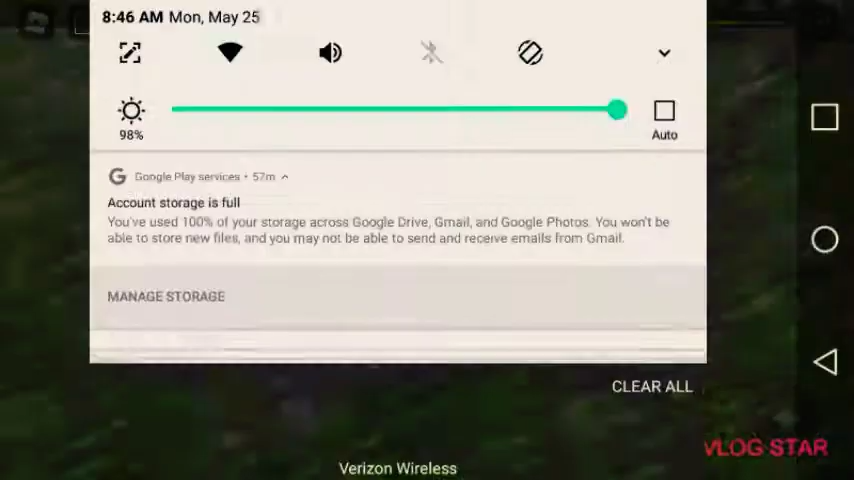 8:46 AM Mon, May 25
98%
Auto
Google Play services • 57m
Account storage is full
You've used 100% of your storage across Google Drive, Gmail, and Google Photos. You won't be
able to store new files, and you may not be able to send and receive emails from Gmail.
MANAGE STORAGE
CLEAR ALL
VLOG STAR
Verizon Wireless